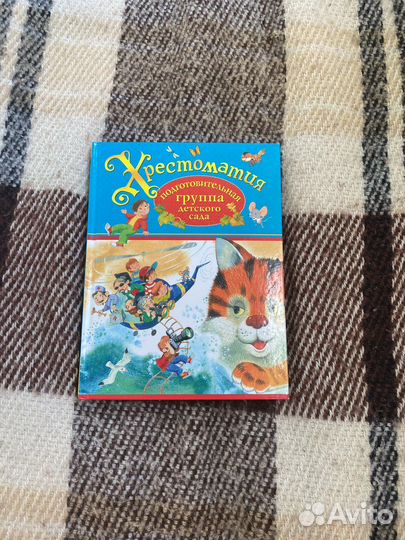 Хрестоматия
подготовительная
группа
детского
сада
Avito